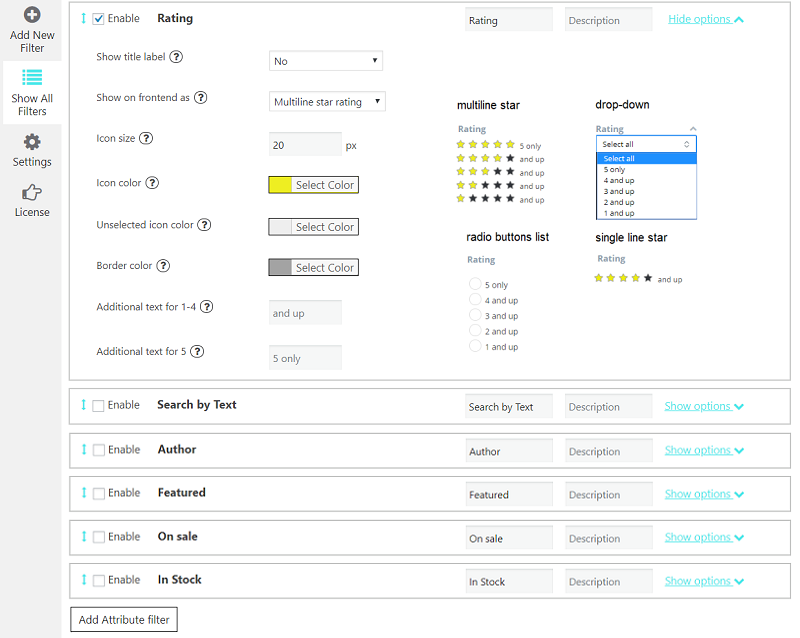 Add New
Filter
Show All
Filters
Settings
License
Enable Rating Rating Description Hide options
Show title label ? No
Show on frontend as ? Multiline star rating
Icon size ? 20 px
Icon color ? Select Color
Unselected icon color ? Select Color
Border color ? Select Color
Additional text for 1-4 ? and up
Additional text for 5 ? 5 only
multiline star
Rating
5 only
and up
and up
and up
and up
drop-down
Rating
Select all
Select all
5 only
4 and up
3 and up
2 and up
1 and up
radio buttons list
Rating
5 only
4 and up
3 and up
2 and up
1 and up
single line star
Rating
and up
Enable Search by Text Search by Text Description Show options
Enable Author Author Description Show options
Enable Featured Featured Description Show options
Enable On sale On sale Description Show options
Enable In Stock In Stock Description Show options
Add Attribute filter